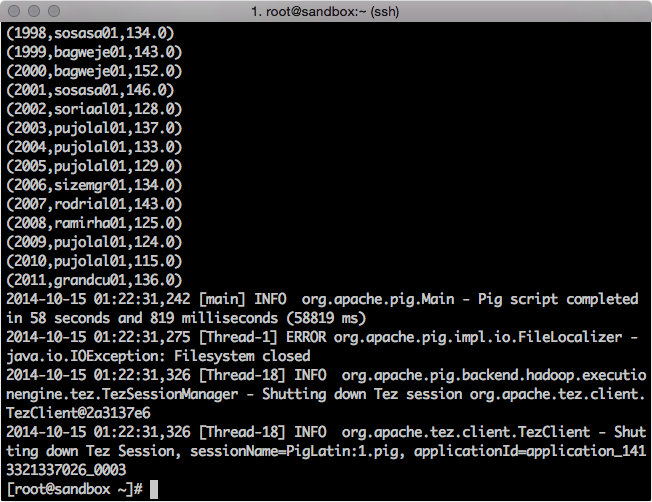 1. root@sandbox:~ (ssh)
(1998,sosasa01,134.0)
(1999,bagweje01,143.0)
(2000,bagweje01,152.0)
(2001,sosasa01,146.0)
(2002,soriaal01,128.0)
(2003,pujolal01,137.0)
(2004,pujolal01,133.0)
(2005,pujolal01,129.0)
(2006,sizemgr01,134.0)
(2007,rodrial01,143.0)
(2008,ramirha01,125.0)
(2009,pujolal01,124.0)
(2010,pujolal01,115.0)
(2011,grandcu01,136.0)
2014-10-15 01:22:31,242 [main] INFO  org.apache.pig.Main - Pig script completed
in 58 seconds and 819 milliseconds (58819 ms)
2014-10-15 01:22:31,275 [Thread-1] ERROR org.apache.pig.impl.io.FileLocalizer -
java.io.IOException: Filesystem closed
2014-10-15 01:22:31,326 [Thread-18] INFO  org.apache.pig.backend.hadoop.executio
nengine.tez.TezSessionManager - Shutting down Tez session org.apache.tez.client.
TezClient@2a3137e6
2014-10-15 01:22:31,326 [Thread-18] INFO  org.apache.tez.client.TezClient - Shut
ting down Tez Session, sessionName=PigLatin:1.pig, applicationId=application_141
3321337026_0003
[root@sandbox ~]#